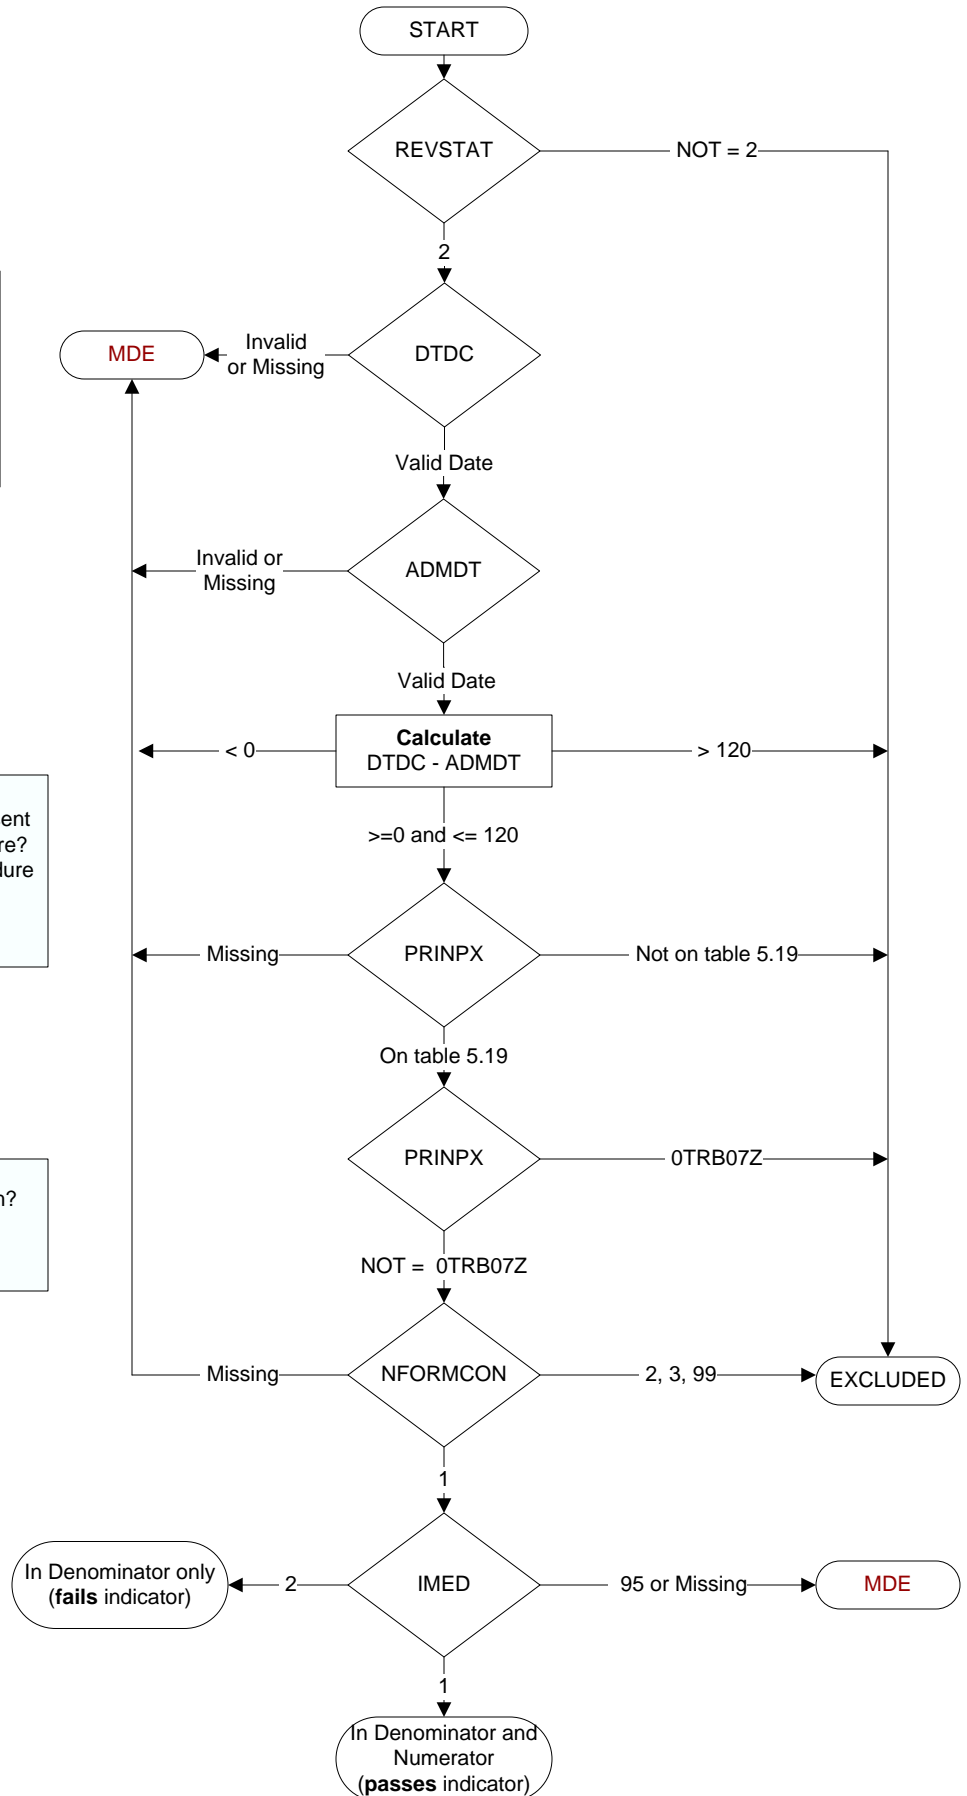 START
REVSTAT
NOT = 2
2
MDE
Invalid
or Missing
DTDC
Valid Date
Invalid or
Missing
ADMDT
Valid Date
< 0
Calculate
DTDC - ADMDT
> 120
>=0 and <= 120
Missing
PRINPX
Not on table 5.19
On table 5.19
PRINPX
0TRB07Z
NOT = 0TRB07Z
Missing
NFORMCON
2, 3, 99
EXCLUDED
1
In Denominator only
(fails indicator)
2
IMED
95 or Missing
MDE
1
In Denominator and
Numerator
(passes indicator)